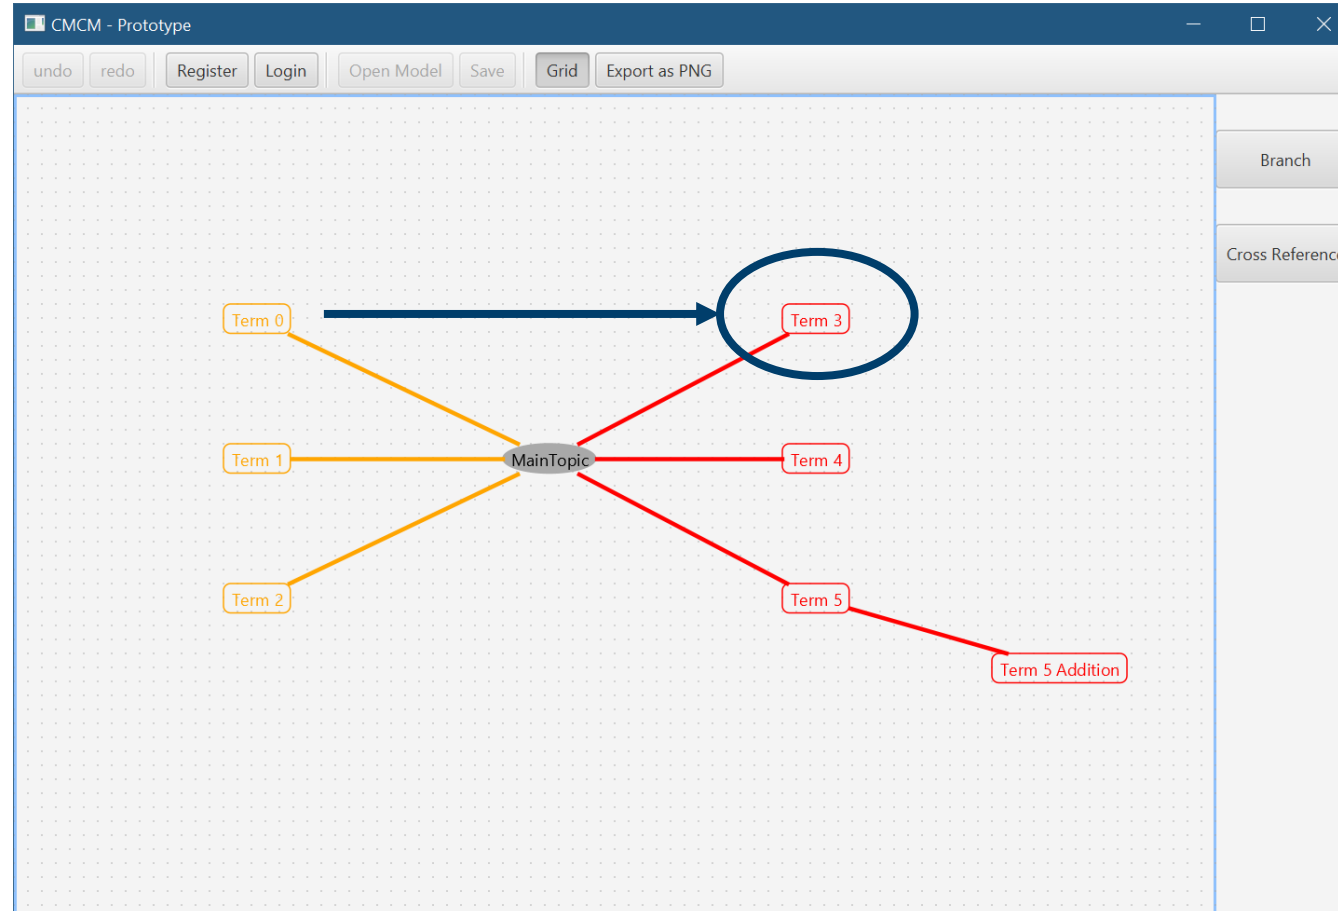 CMCM - Prototype
undo redo Register Login Open Model Save Grid Export as PNG
Branch
Cross Referenc
Term 0 Term 3
Term 1 MainTopic Term 4
Term 2 Term 5
Term 5 Addition